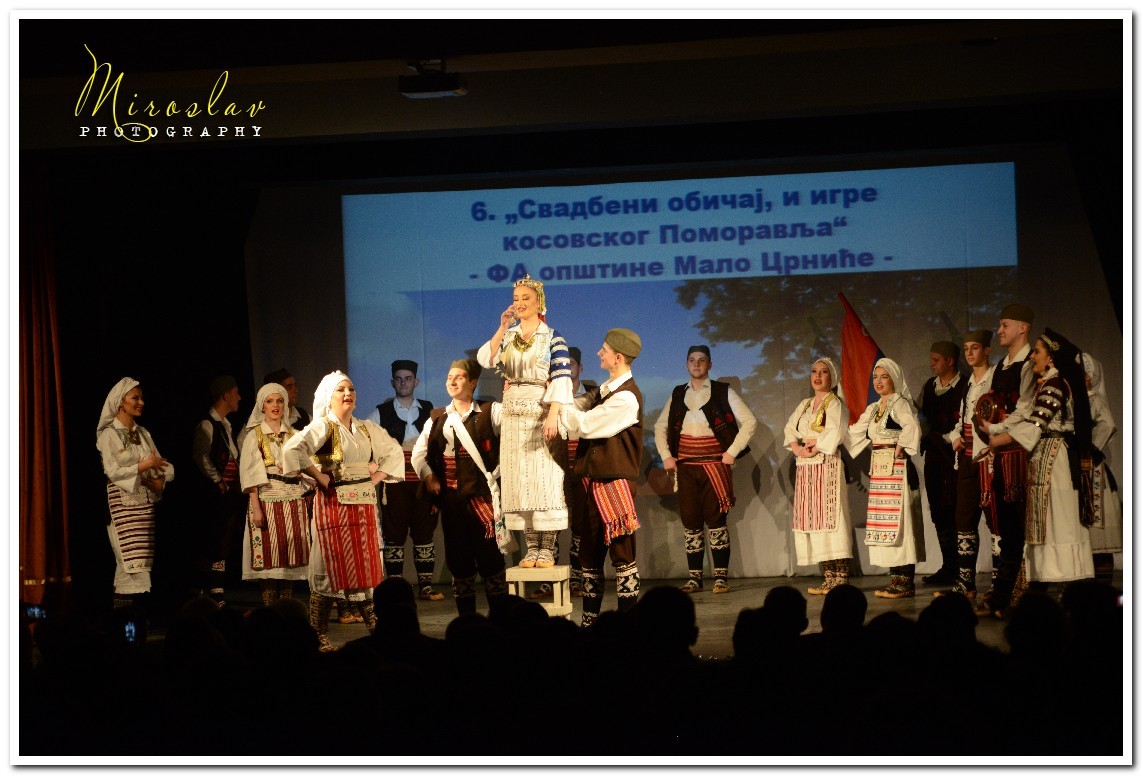 Miroslav
PHOTOGRAPHY
6. „Свадбени обичај, и игре
косовског Поморавља“
- ФА општине Мало Црниће -